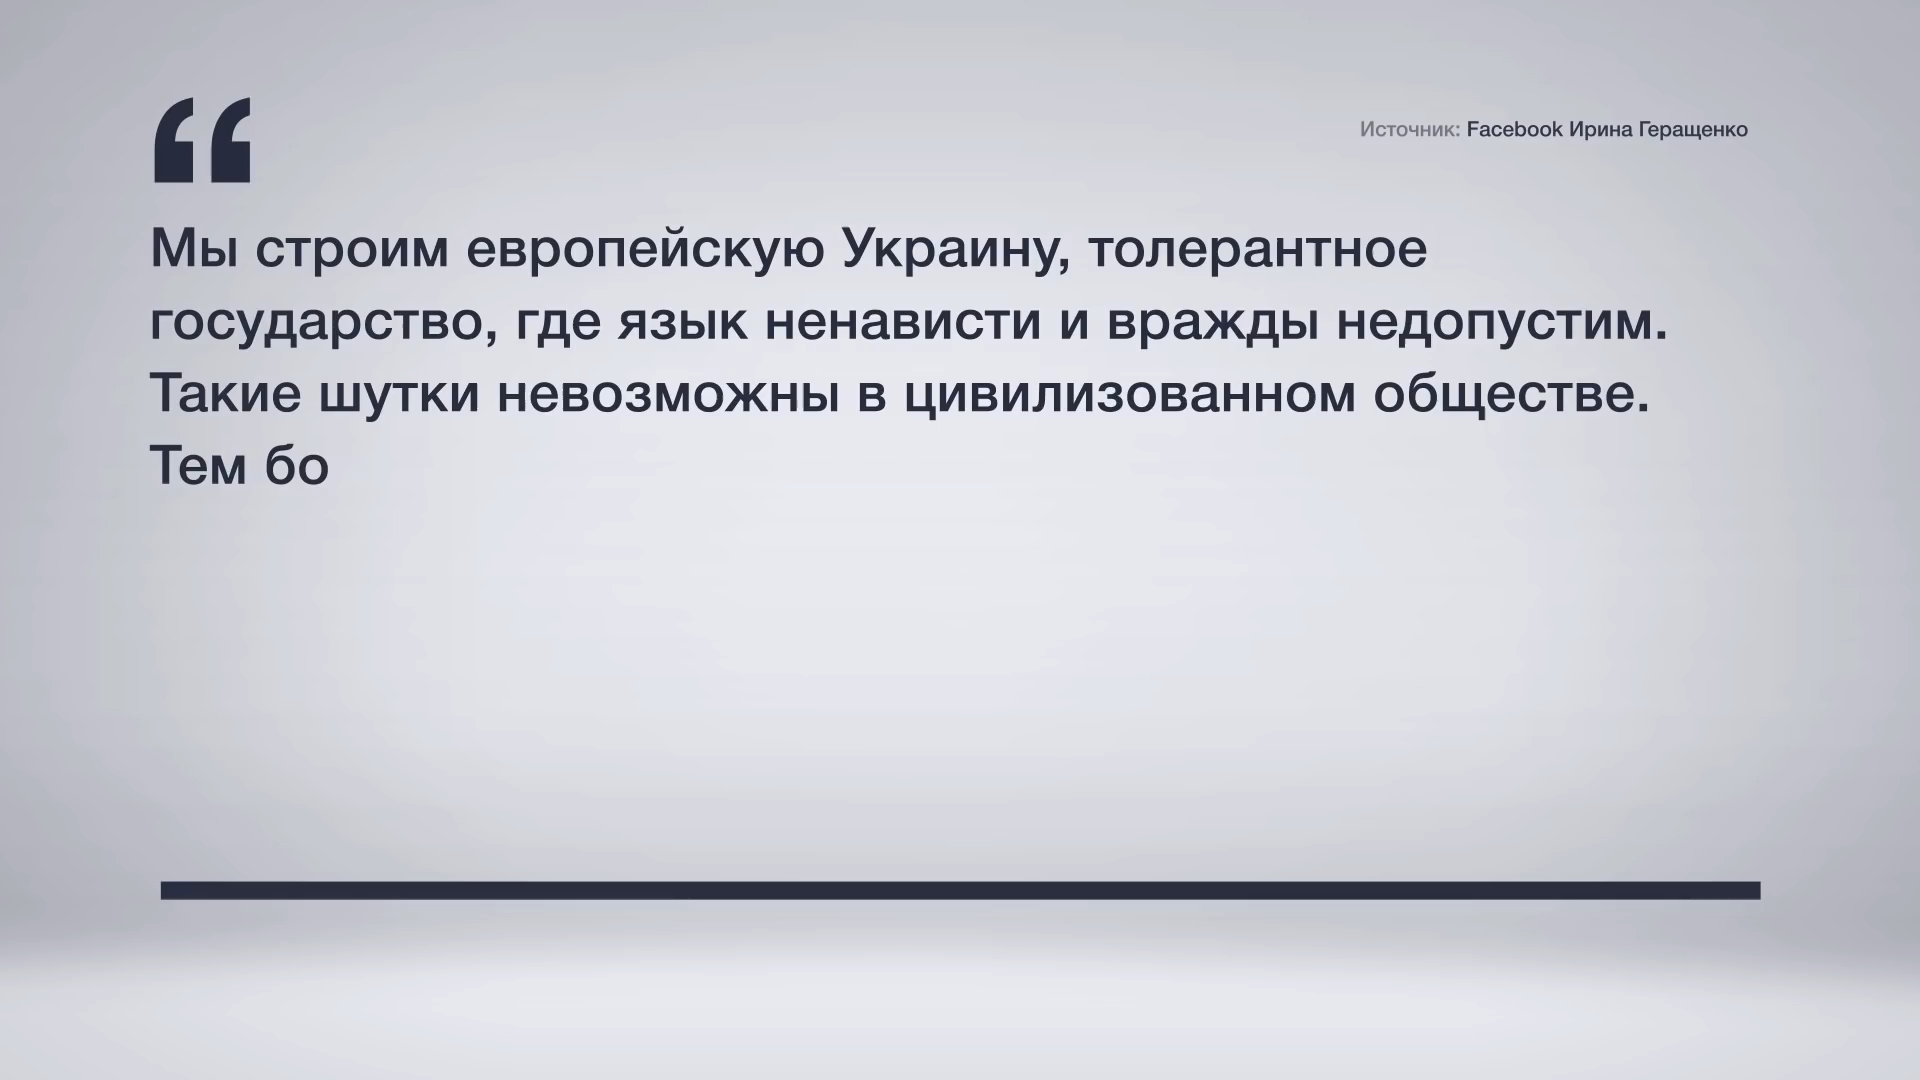 “
Источник: Facebook Ирина Геращенко
Мы строим европейскую Украину, толерантное
государство, где язык ненависти и вражды недопустим.
Такие шутки невозможны в цивилизованном обществе.
Тем бо